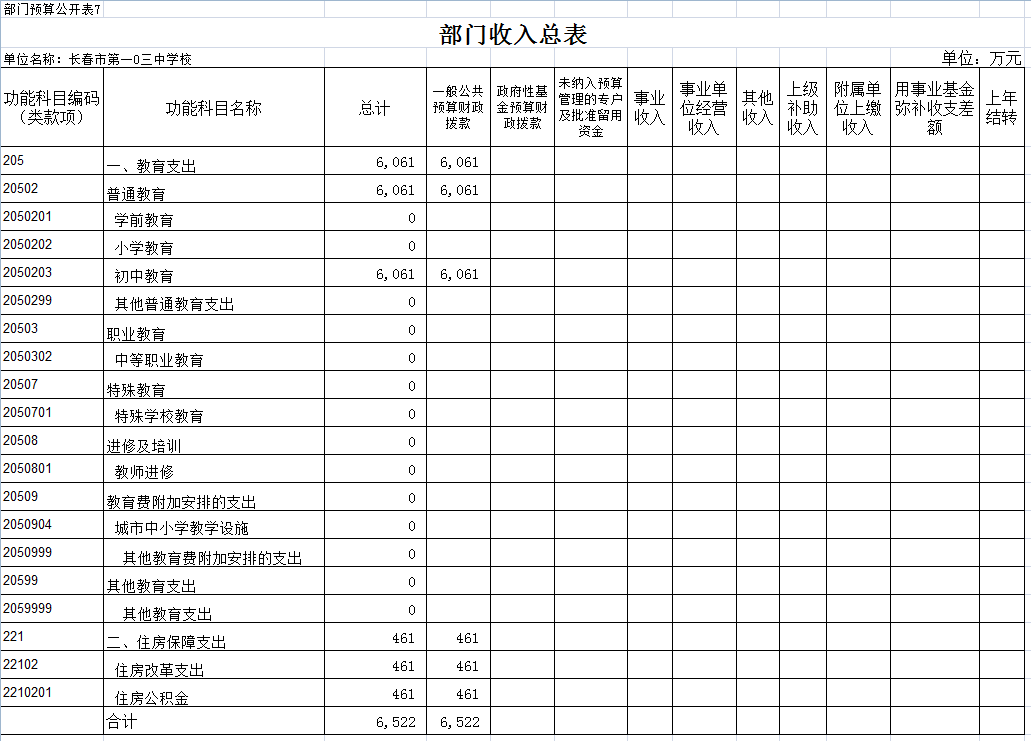 部门预算公开表7
部门收入总表
单位名称：长春市第一0三中学校 单位：万元
功能科目编码（类款项） 功能科目名称 总计 一般公共预算财政拨款 政府性基金预算财政拨款 未纳入预算管理的专户及批准留用资金 事业收入 事业单位经营收入 其他收入 上级补助收入 附属单位上缴收入 用事业基金弥补收支差额 上年结转
205 一、教育支出 6,061 6,061
20502 普通教育 6,061 6,061
2050201 学前教育 0
2050202 小学教育 0
2050203 初中教育 6,061 6,061
2050299 其他普通教育支出 0
20503 职业教育 0
2050302 中等职业教育 0
20507 特殊教育 0
2050701 特殊学校教育 0
20508 进修及培训 0
2050801 教师进修 0
20509 教育费附加安排的支出 0
2050904 城市中小学教学设施 0
2050999 其他教育费附加安排的支出 0
20599 其他教育支出 0
2059999 其他教育支出 0
221 二、住房保障支出 461 461
22102 住房改革支出 461 461
2210201 住房公积金 461 461
合计 6,522 6,522